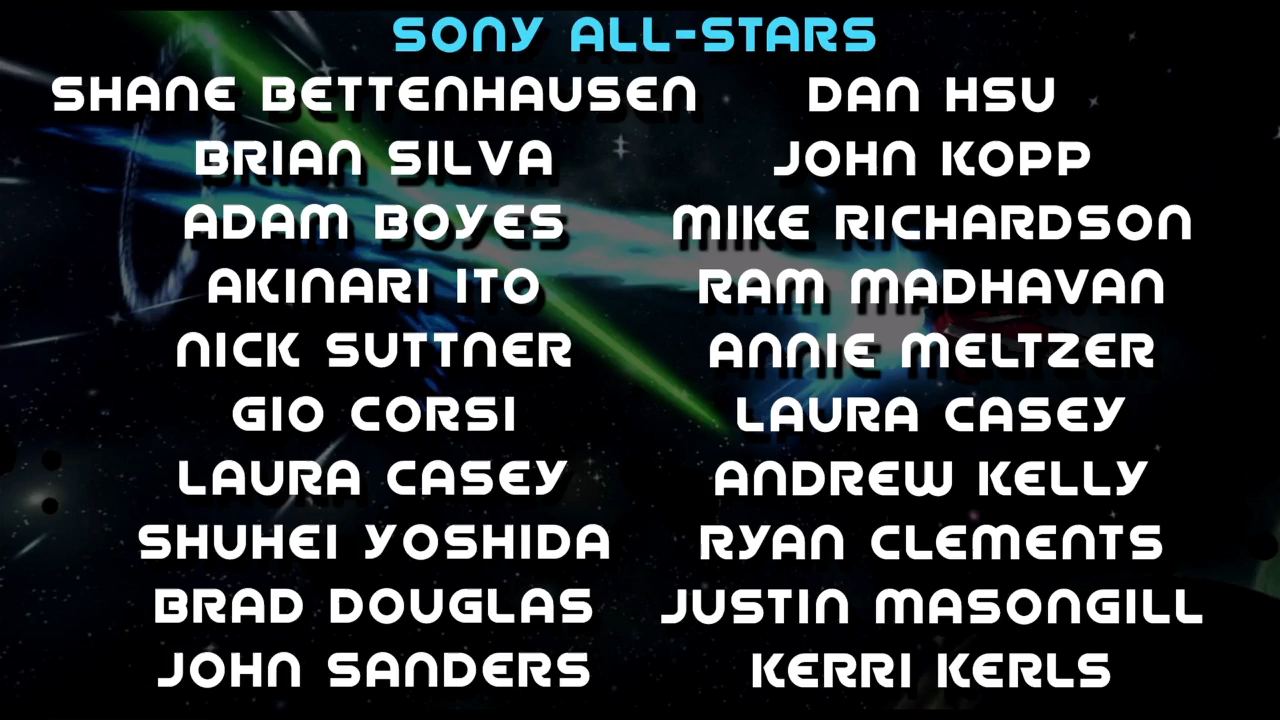 SONY ALL-STARS
SHANE BETTENHAUSEN DAN HSU
BRIAN SILVA JOHN KOPP
ADAM BOYES MIKE RICHARDSON
AKINARI ITO RAM MADHAVAN
NICK SUTTNER ANNIE MELTZER
GIO CORSI LAURA CASEY
LAURA CASEY ANDREW KELLY
SHUHEI YOSHIDA RYAN CLEMENTS
BRAD DOUGLAS JUSTIN MASONGILL
JOHN SANDERS KERRI KERLS